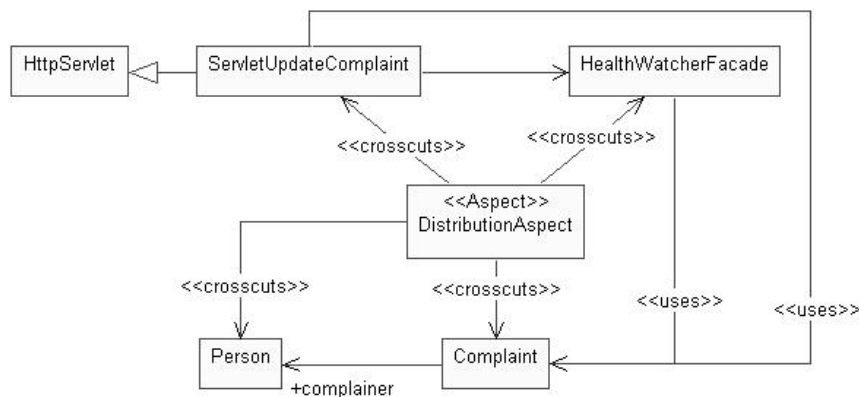 HttpServlet
ServletUpdateComplaint
HealthWatcherFacade
<<crosscuts>>
<<crosscuts>>
<<Aspect>>
DistributionAspect
<<crosscuts>>
<<crosscuts>>
<<uses>>
<<uses>>
Person
Complaint
+complainer